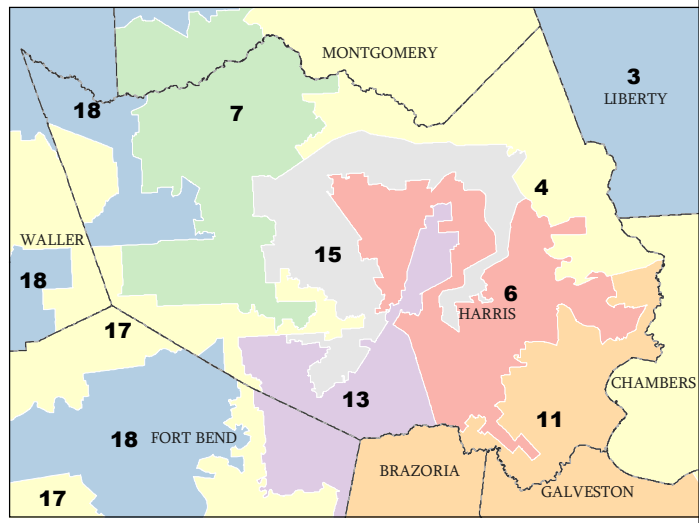 MONTGOMERY
3
LIBERTY
18
7
4
WALLER
15
18
6
HARRIS
17
CHAMBERS
13
11
18 FORT BEND
BRAZORIA
GALVESTON
17